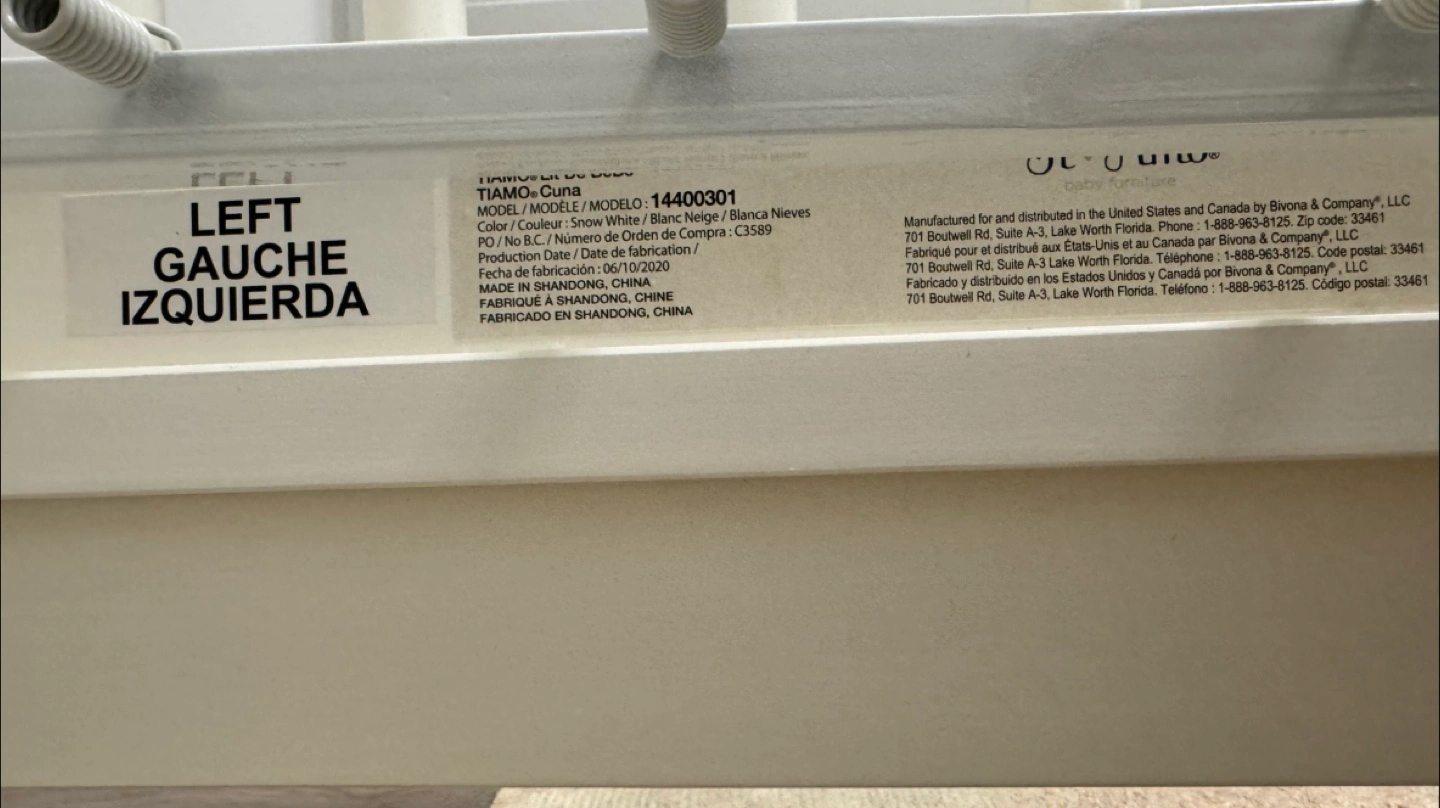 LEFT
GAUCHE
IZQUIERDA
TIAMO® Cuna
MODEL / MODÈLE / MODELO : 14400301
Color / Couleur : Snow White / Blanc Neige / Blanca Nieves
PO / No B.C. / Número de Orden de Compra : C3589
Production Date / Date de fabrication /
Fecha de fabricación : 06/10/2020
MADE IN SHANDONG, CHINA
FABRIQUÉ À SHANDONG, CHINE
FABRICADO EN SHANDONG, CHINA
baby furniture
Manufactured for and distributed in the United States and Canada by Bivona & Company®, LLC
701 Boutwell Rd, Suite A-3, Lake Worth Florida. Phone : 1-888-963-8125. Zip code: 33461
Fabriqué pour et distribué aux États-Unis et au Canada par Bivona & Company®, LLC
701 Boutwell Rd, Suite A-3 Lake Worth Florida. Téléphone : 1-888-963-8125. Code postal: 33461
Fabricado y distribuido en los Estados Unidos y Canadá por Bivona & Company® , LLC
701 Boutwell Rd, Suite A-3, Lake Worth Florida. Teléfono : 1-888-963-8125. Código postal: 33461